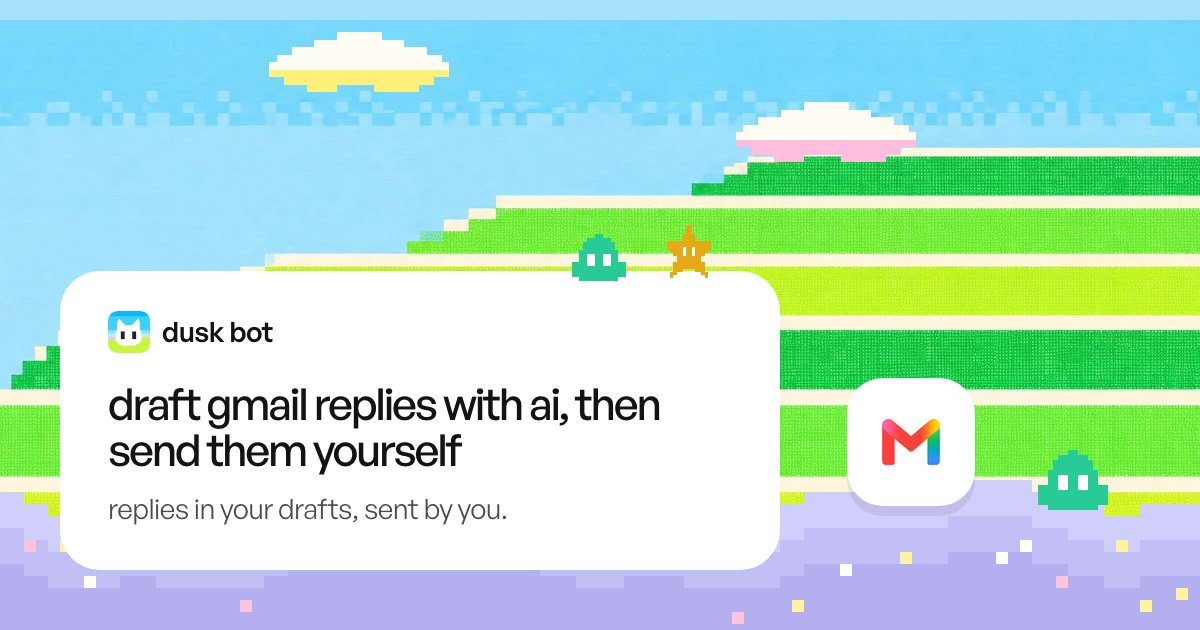 dusk bot
draft gmail replies with ai, then
send them yourself
replies in your drafts, sent by you.